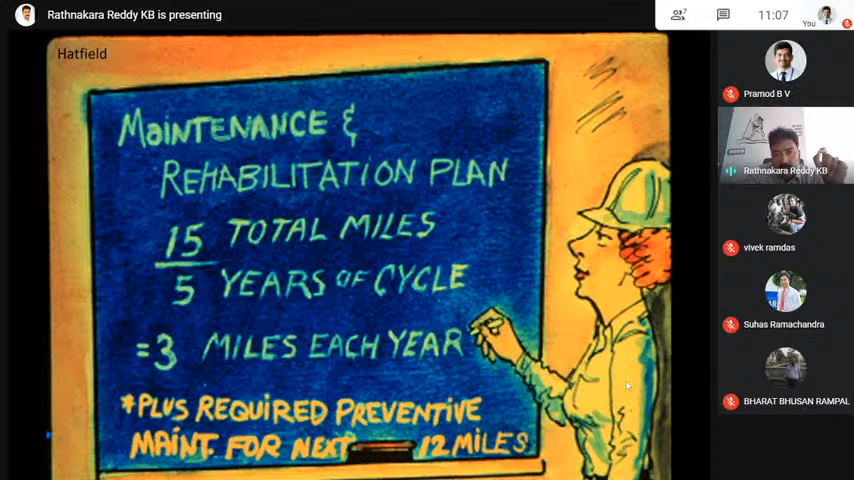 Rathnakara Reddy KB is presenting
7
11:07
You
Hatfield
MAINTENANCE &
REHABILITATION PLAN
15 TOTAL MILES
5 YEARS OF CYCLE
=3 MILES EACH YEAR
*PLUS REQUIRED PREVENTIVE
MAINT. FOR NEXT 12 MILES
Pramod B V
Rathnakara Reddy KB
vivek ramdas
Suhas Ramachandra
BHARAT BHUSAN RAMPAL